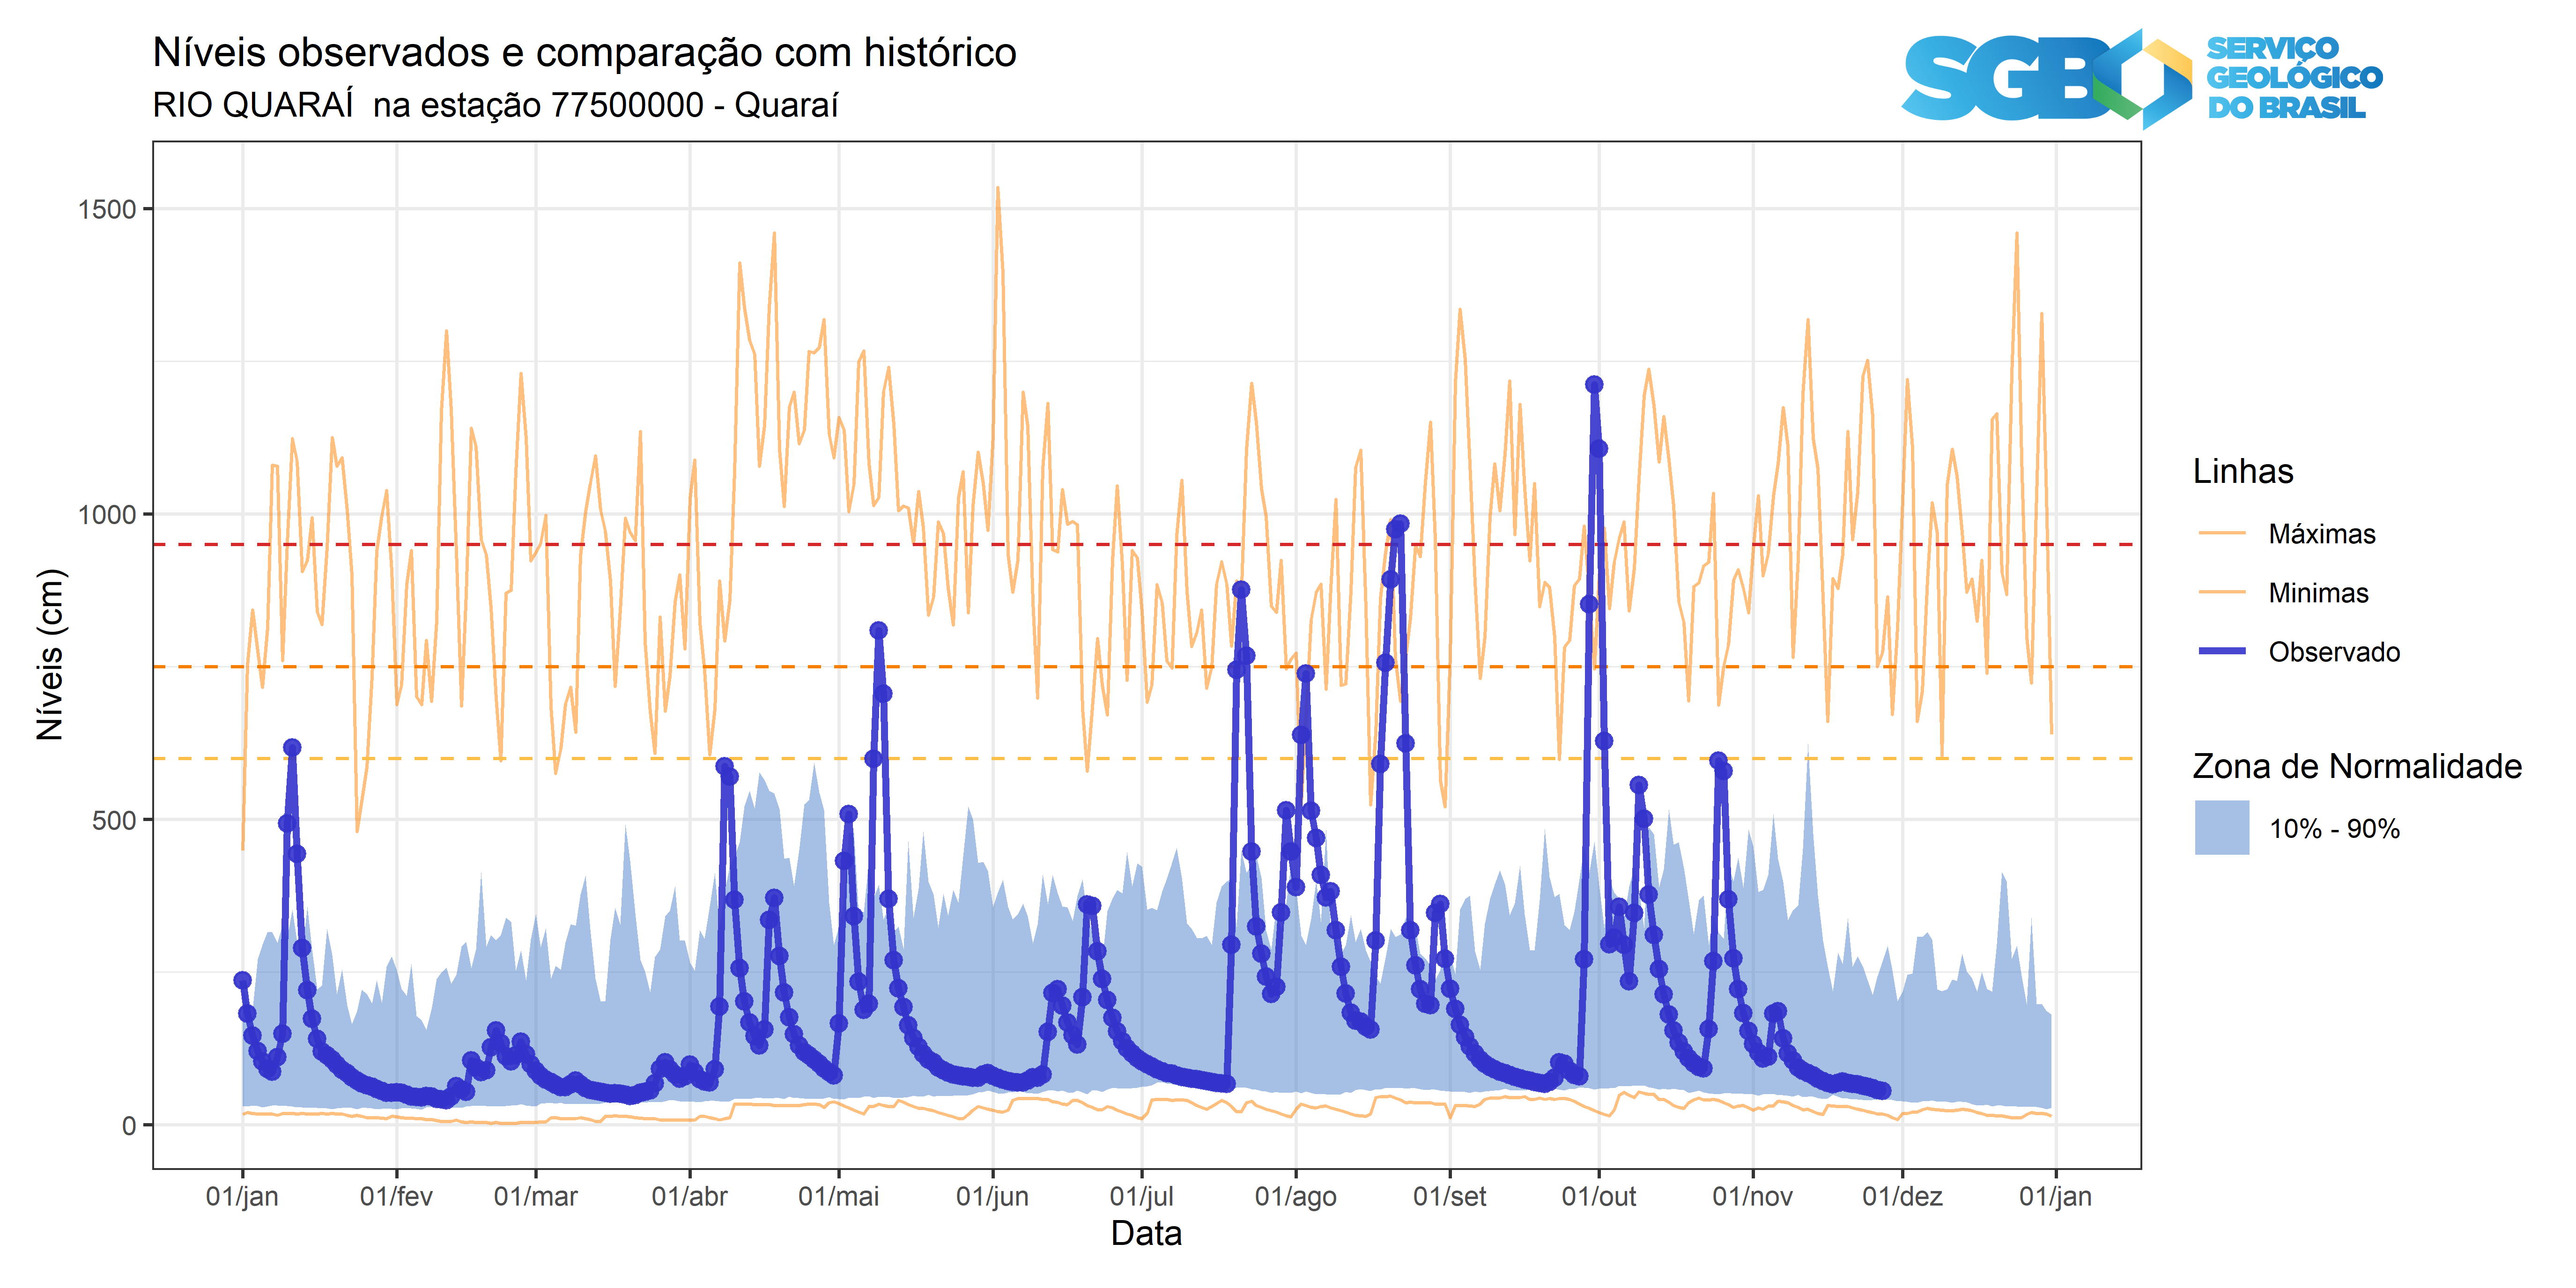 Níveis observados e comparação com histórico
RIO QUARAÍ  na estação 77500000 - Quaraí
SGB
SERVIÇO
GEOLÓGICO
DO BRASIL
Níveis (cm)
1500
1000
500
0
01/jan
01/fev
01/mar
01/abr
01/mai
01/jun
01/jul
01/ago
01/set
01/out
01/nov
01/dez
01/jan
Data
Linhas
Máximas
Minimas
Observado
Zona de Normalidade
10% - 90%